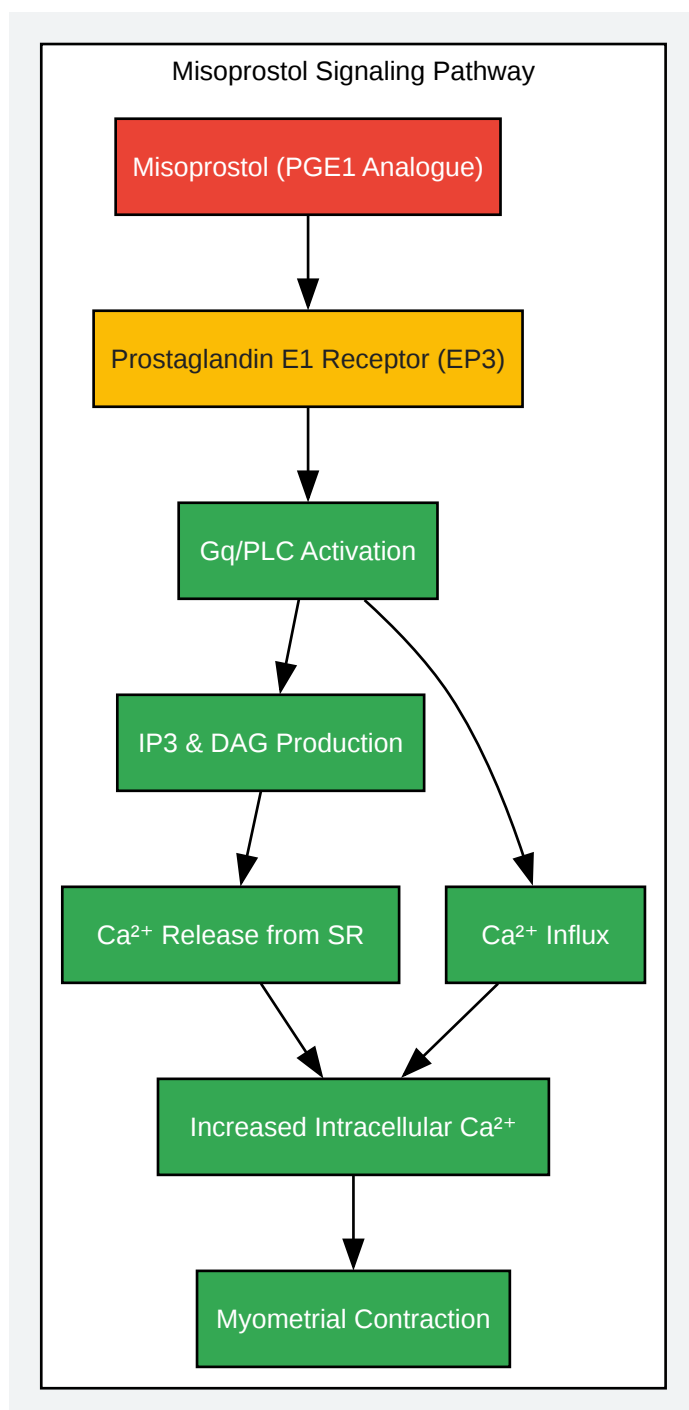 Misoprostol Signaling Pathway
Misoprostol (PGE1 Analogue)
Prostaglandin E1 Receptor (EP3)
Gq/PLC Activation
IP3 & DAG Production
Ca²⁺ Release from SR
Ca²⁺ Influx
Increased Intracellular Ca²⁺
Myometrial Contraction